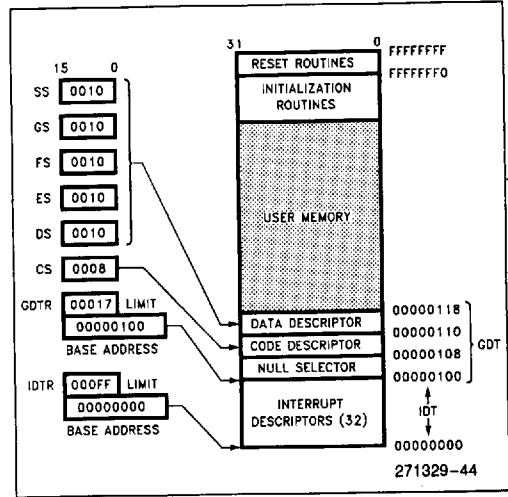 31 0
FFFFFFFF
RESET ROUTINES
FFFFFFF0
INITIALIZATION
ROUTINES
15 0
SS 0010
GS 0010
FS 0010
ES 0010
DS 0010
CS 0008
USER MEMORY
GDTR 00017 LIMIT
00000100
BASE ADDRESS
IDTR 000FF LIMIT
00000000
BASE ADDRESS
DATA DESCRIPTOR
CODE DESCRIPTOR
NULL SELECTOR
INTERRUPT
DESCRIPTORS (32)
00000118
00000110
00000108
00000100
GDT
IDT
00000000
271329-44